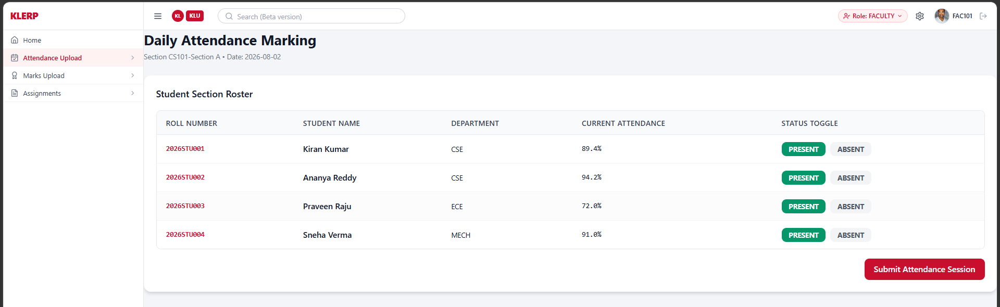 KLERP
KL KLU Search (Beta version) Role: FACULTY FAC101
Home
Attendance Upload
Marks Upload
Assignments
Daily Attendance Marking
Section CS101-Section A • Date: 2026-08-02
Student Section Roster
ROLL NUMBER STUDENT NAME DEPARTMENT CURRENT ATTENDANCE STATUS TOGGLE
2026STU001 Kiran Kumar CSE 89.4% PRESENT ABSENT
2026STU002 Ananya Reddy CSE 94.2% PRESENT ABSENT
2026STU003 Praveen Raju ECE 72.0% PRESENT ABSENT
2026STU004 Sneha Verma MECH 91.0% PRESENT ABSENT
Submit Attendance Session